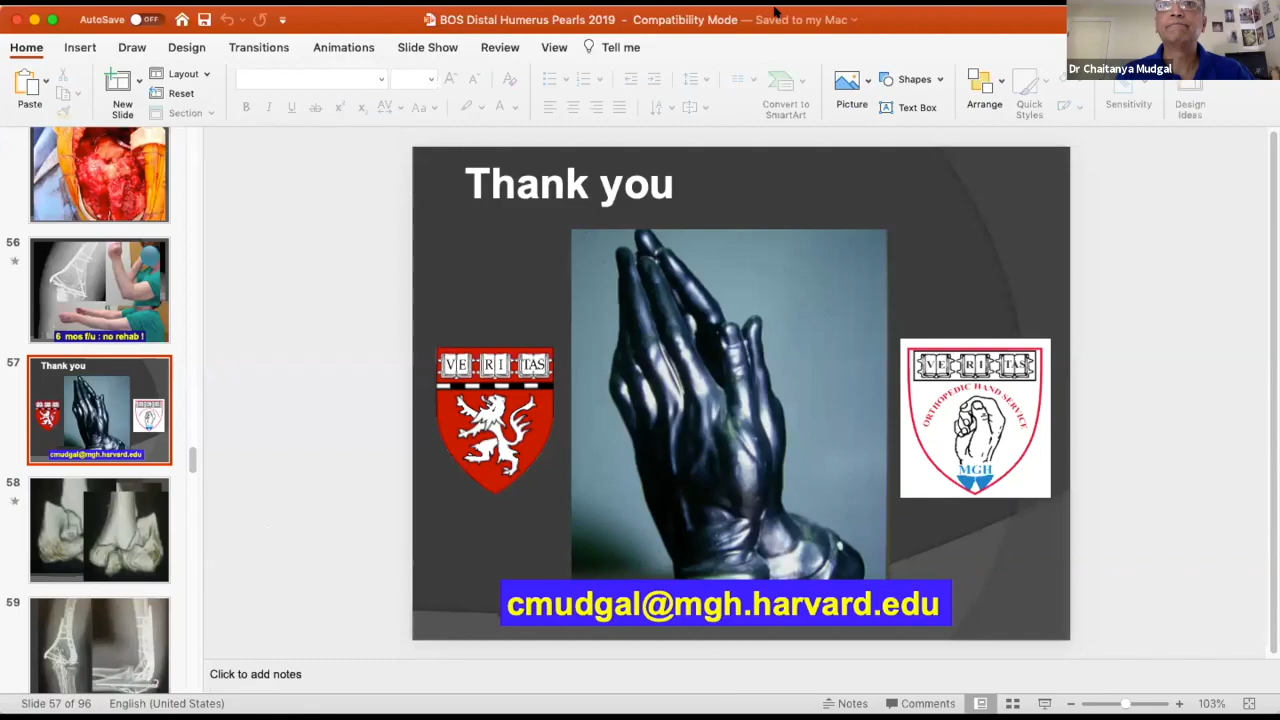 AutoSave OFF
BOS Distal Humerus Pearls 2019 - Compatibility Mode — Saved to my Mac
Home Insert Draw Design Transitions Animations Slide Show Review View Tell me
Dr Chaitanya Mudgal
Paste
New Slide
Layout
Reset
Section
Convert to SmartArt
Picture
Shapes
Text Box
Arrange
Quick Styles
Sensitivity
Design Ideas
56
6 mos f/u : no rehab !
57
Thank you
cmudgal@mgh.harvard.edu
58
59
Thank you
VE RI TAS
VE RI TAS
ORTHOPEDIC HAND SERVICE
MGH
cmudgal@mgh.harvard.edu
Click to add notes
Slide 57 of 96 English (United States) Notes Comments 103%